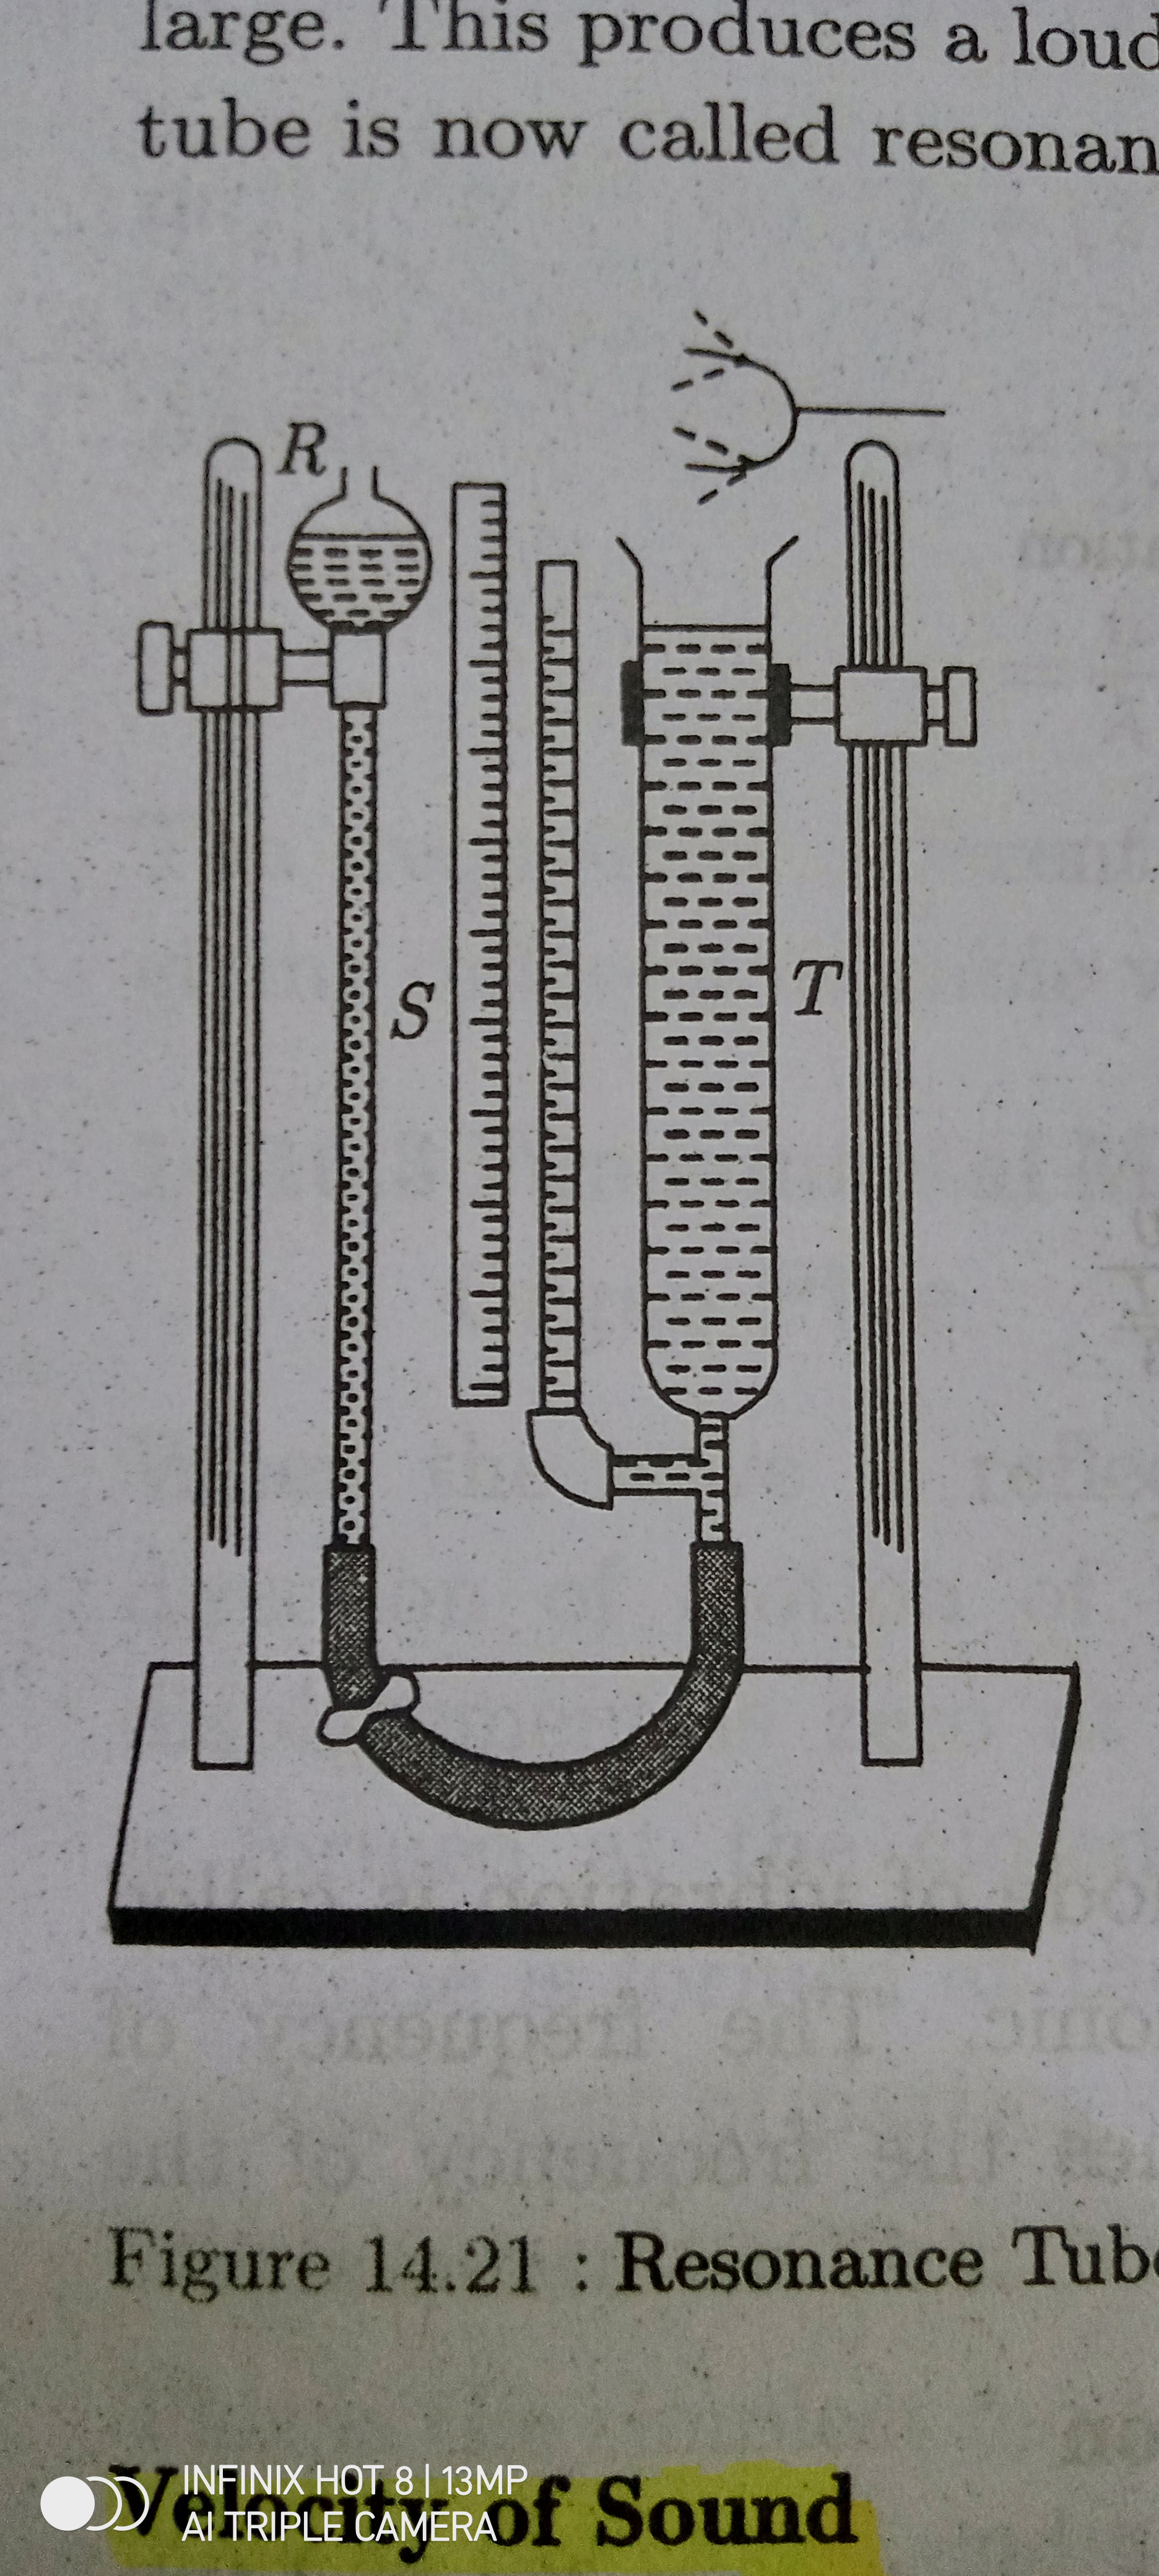 large. This produces a loud
tube is now called resonan
R
S
T
Figure 14.21 : Resonance Tube
Velocity of Sound
INFINIX HOT 8 | 13MP
AI TRIPLE CAMERA